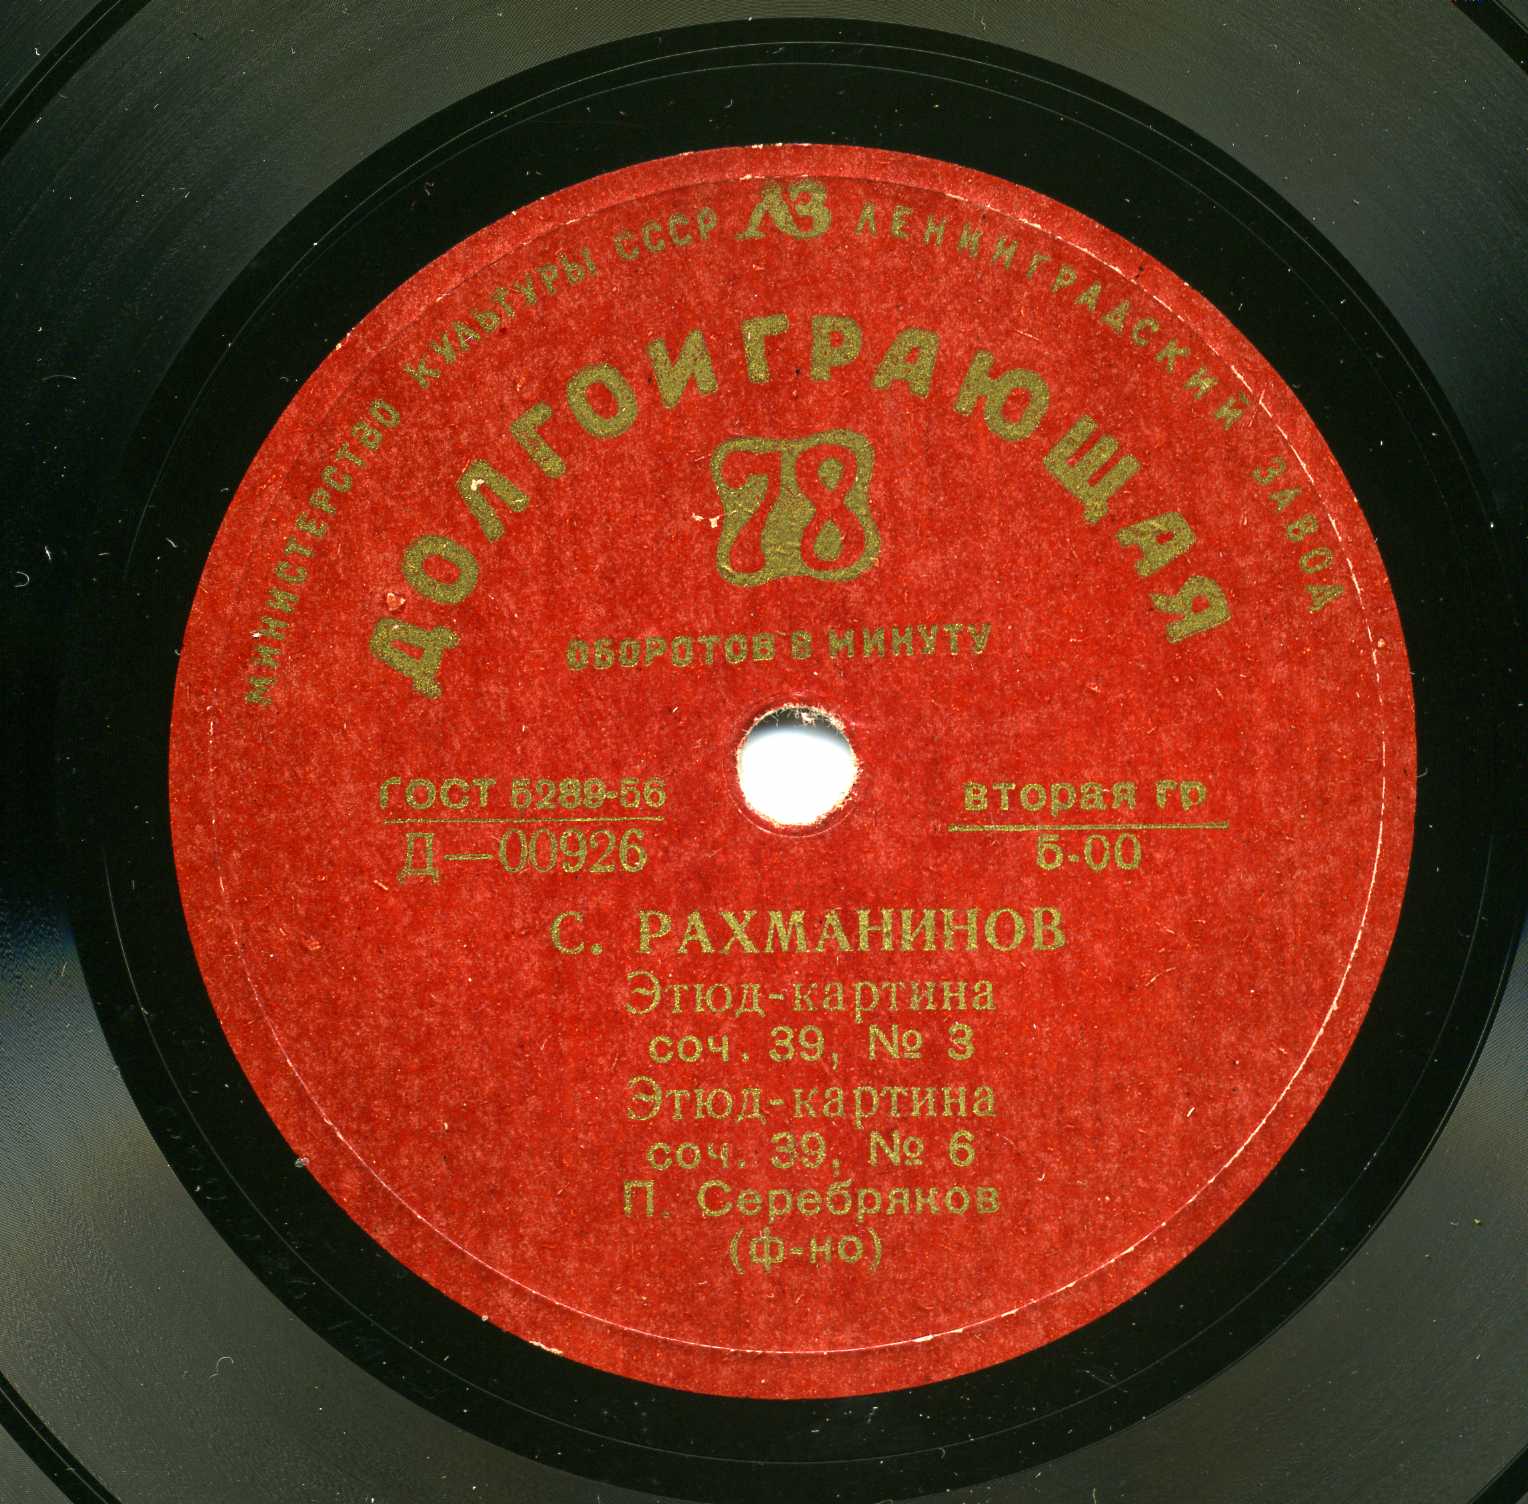 МИНИСТЕРСТВО КУЛЬТУРЫ СССР ЛЗ ЛЕНИНГРАДСКИЙ ЗАВОД
ДОЛГОИГРАЮЩАЯ
78
ОБОРОТОВ В МИНУТУ
ГОСТ 5289-56
Д—00926
вторая гр
5-00
С. РАХМАНИНОВ
Этюд-картина
соч. 39, № 3
Этюд-картина
соч. 39, № 6
П. Серебряков
(ф-но)